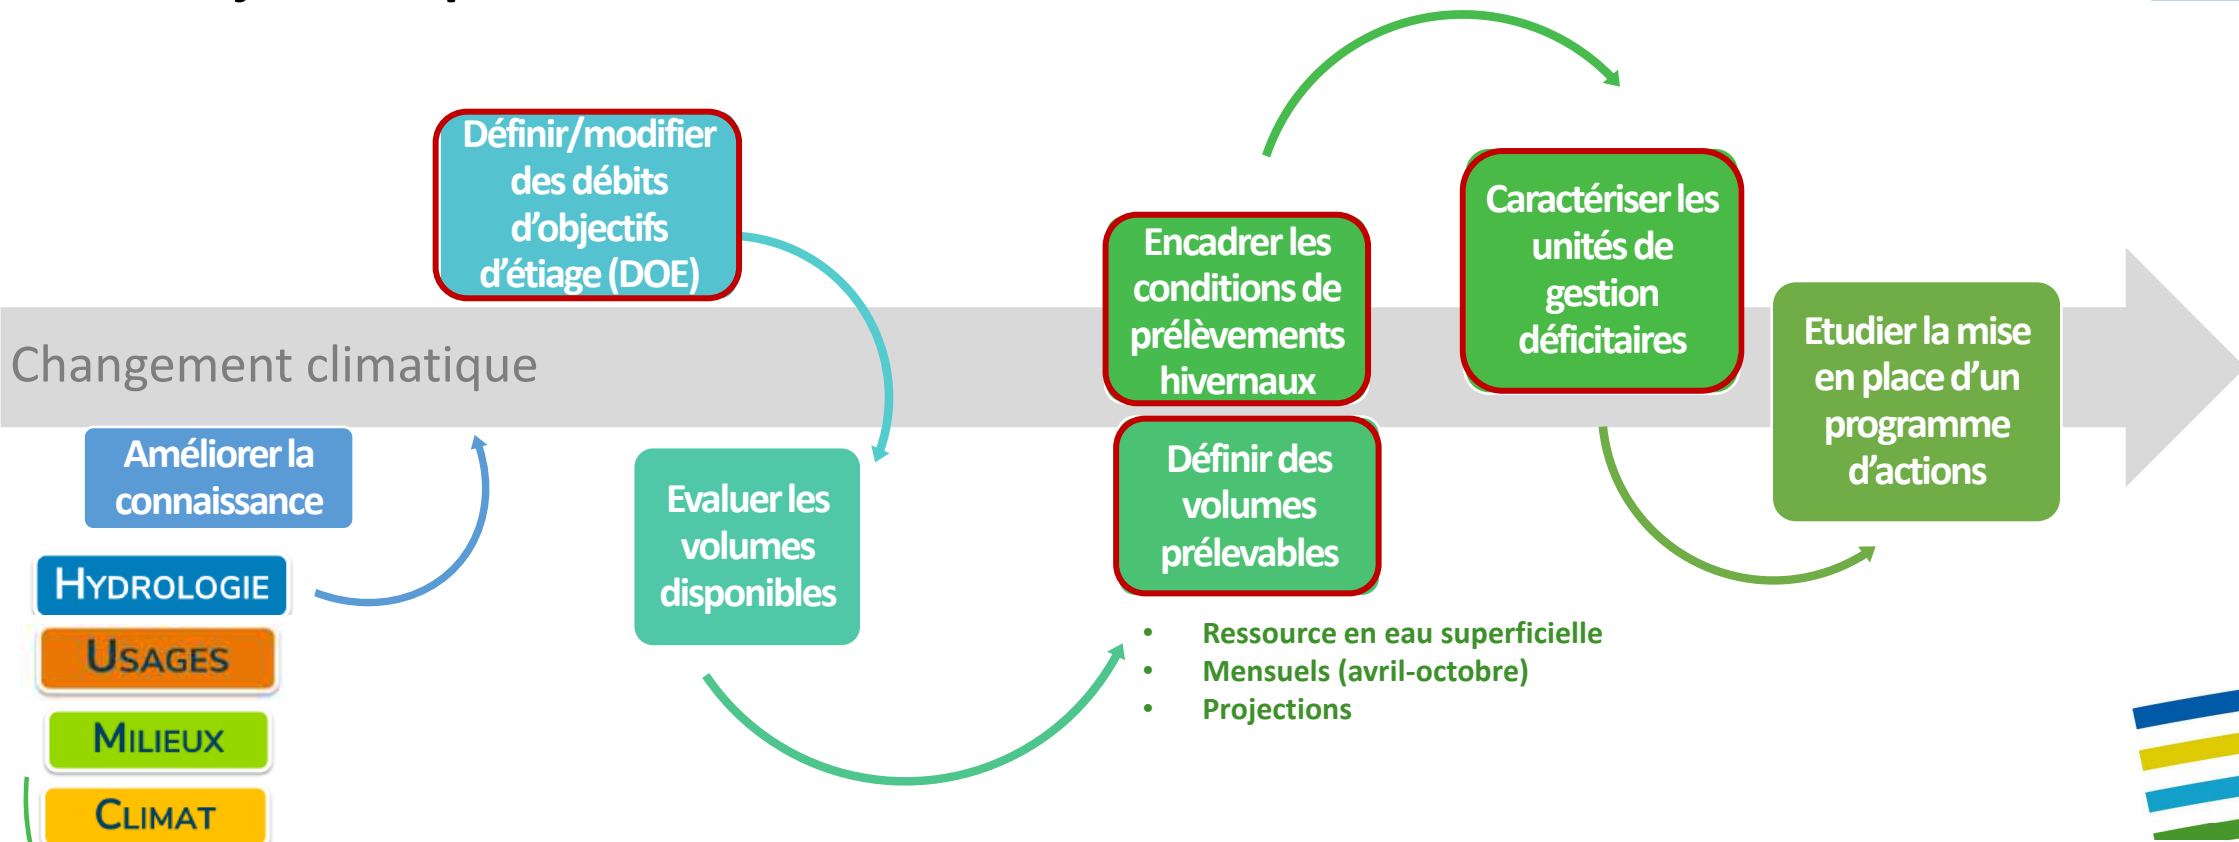 Définir/modifier
des débits
d’objectifs
d’étiage (DOE)
Encadrer les
conditions de
prélèvements
hivernaux
Caractériser les
unités de
gestion
déficitaires
Etudier la mise
en place d’un
programme
d’actions
Changement climatique
Améliorer la
connaissance
Evaluer les
volumes
disponibles
Définir des
volumes
prélevables
HYDROLOGIE
USAGES
MILIEUX
CLIMAT
• Ressource en eau superficielle
• Mensuels (avril-octobre)
• Projections